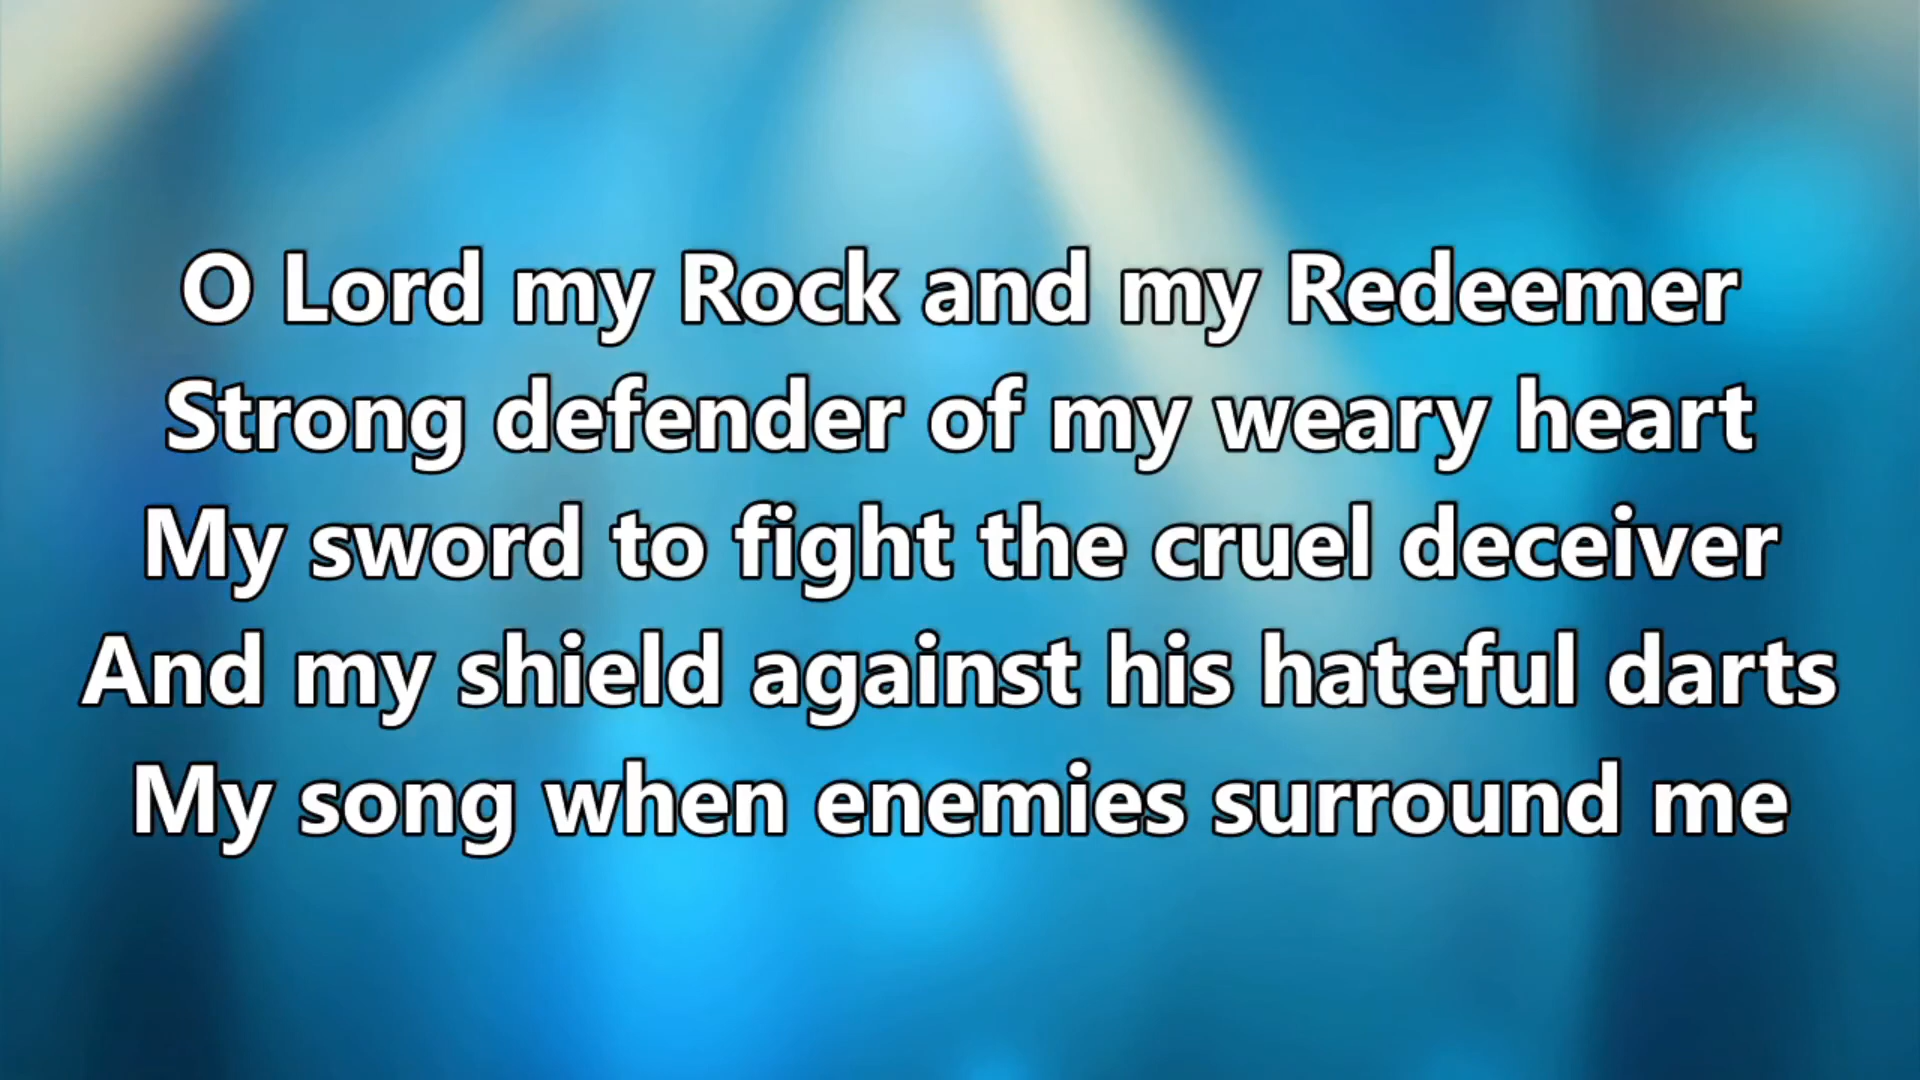 O Lord my Rock and my Redeemer
Strong defender of my weary heart
My sword to fight the cruel deceiver
And my shield against his hateful darts
My song when enemies surround me